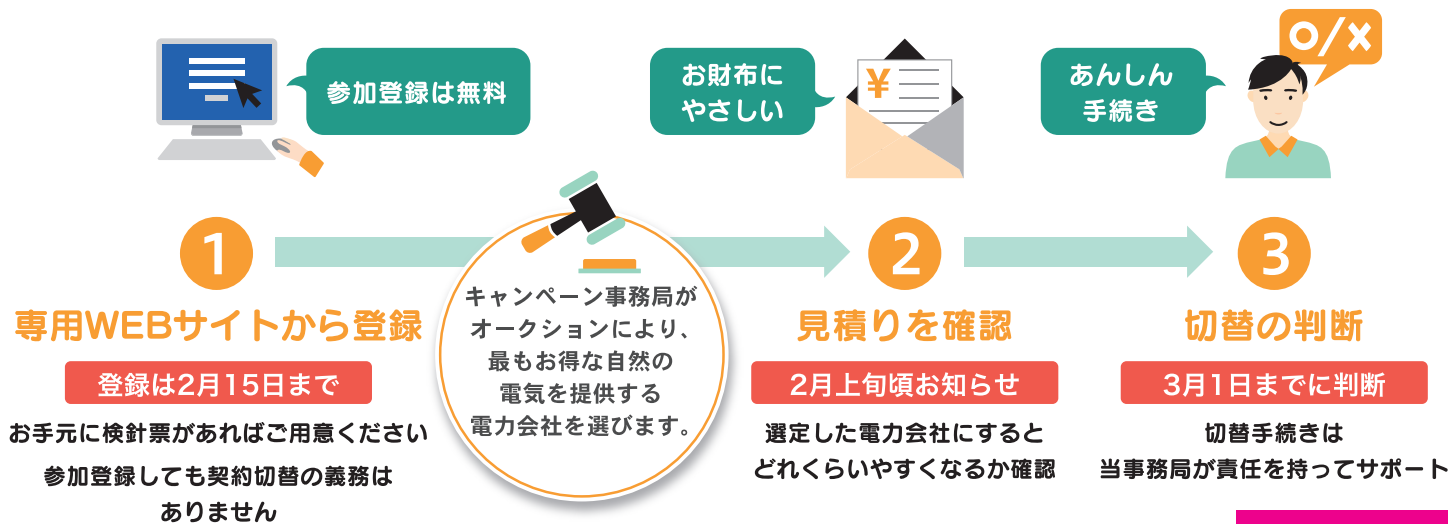 参加登録は無料
お財布に
やさしい
¥
あんしん
手続き
○/×
1
専用WEBサイトから登録
登録は2月15日まで
お手元に検針票があればご用意ください
参加登録しても契約切替の義務は
ありません
キャンペーン事務局が
オークションにより、
最もお得な自然の
電気を提供する
電力会社を選びます。
2
見積りを確認
2月上旬頃お知らせ
選定した電力会社にすると
どれくらいやすくなるか確認
3
切替の判断
3月1日までに判断
切替手続きは
当事務局が責任を持ってサポート